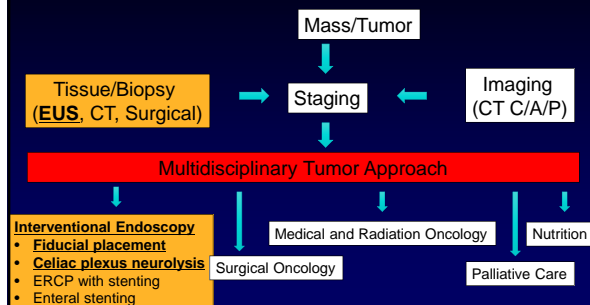 Mass/Tumor
Tissue/Biopsy
(EUS, CT, Surgical)
Staging
Imaging
(CT C/A/P)
Multidisciplinary Tumor Approach
Interventional Endoscopy
• Fiducial placement
• Celiac plexus neurolysis
• ERCP with stenting
• Enteral stenting
Surgical Oncology
Medical and Radiation Oncology
Palliative Care
Nutrition